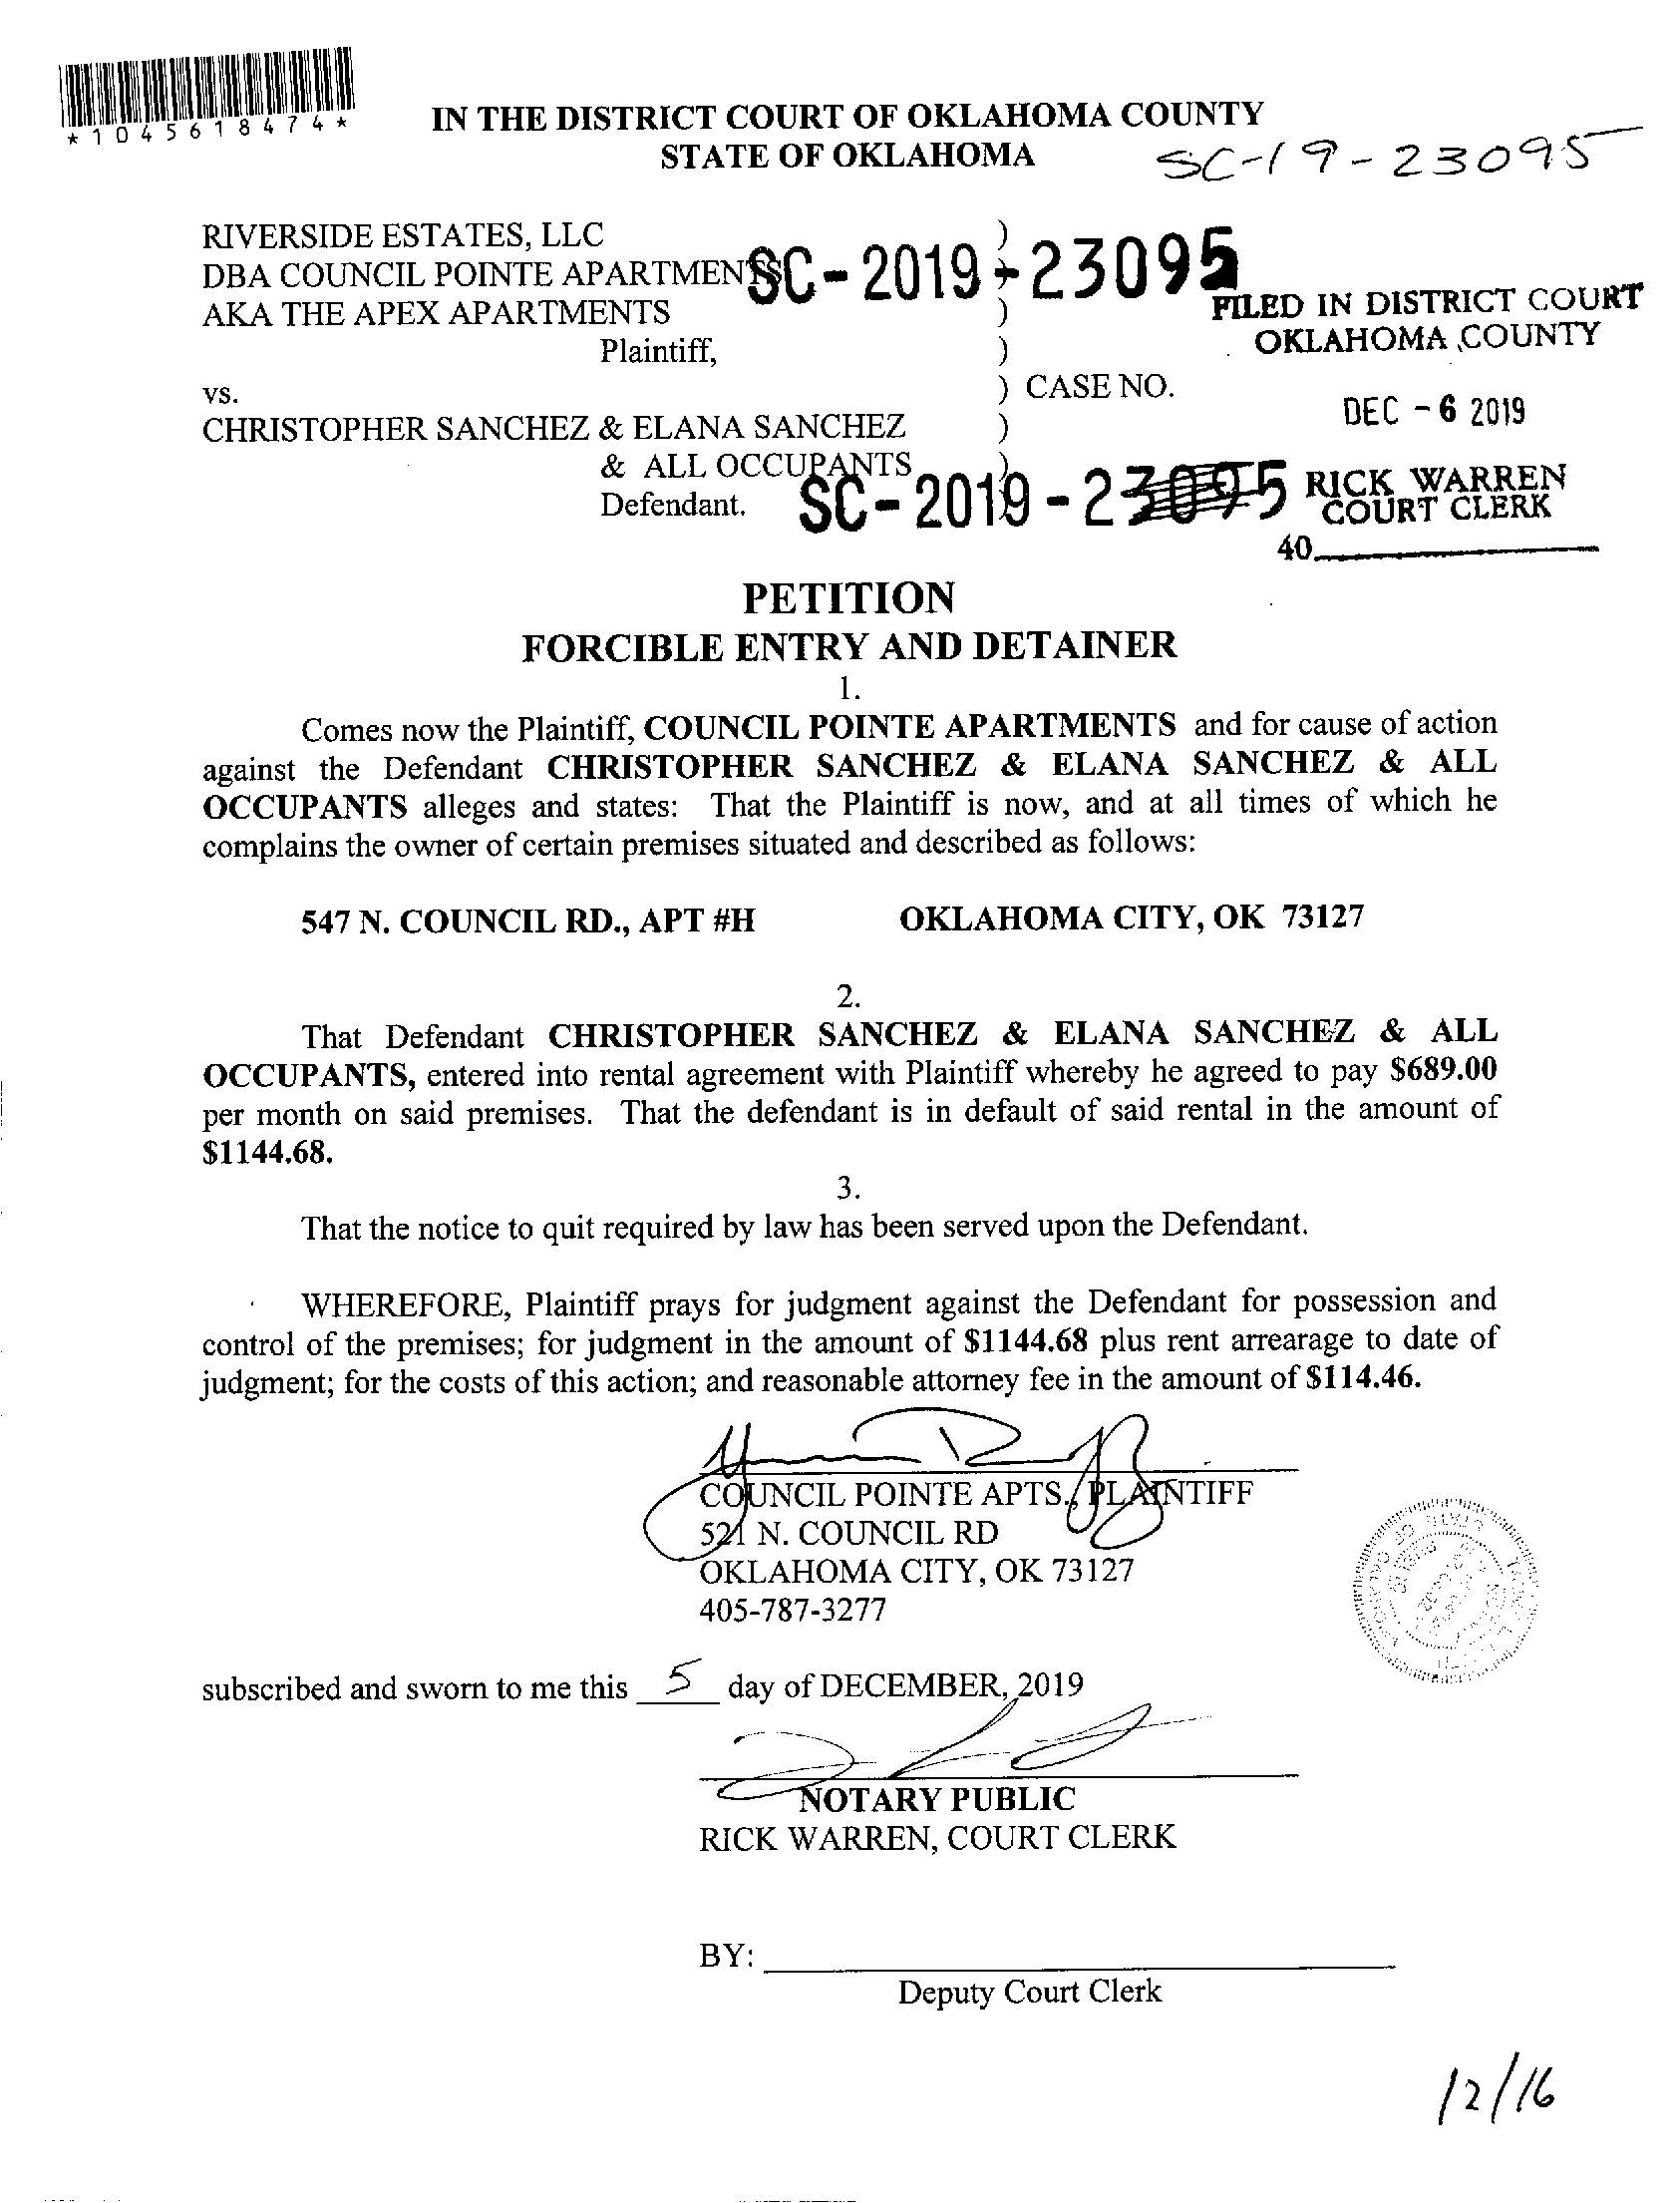 *1045618474*
IN THE DISTRICT COURT OF OKLAHOMA COUNTY
STATE OF OKLAHOMA
SC-19-23095
RIVERSIDE ESTATES, LLC )
DBA COUNCIL POINTE APARTMENTS )
SC-2019-23095
AKA THE APEX APARTMENTS )
FILED IN DISTRICT COURT
OKLAHOMA COUNTY
Plaintiff, )
vs. ) CASE NO.
DEC -6 2019
CHRISTOPHER SANCHEZ & ELANA SANCHEZ )
& ALL OCCUPANTS )
Defendant. )
SC-2019-23095
RICK WARREN
COURT CLERK
40
PETITION
FORCIBLE ENTRY AND DETAINER
1.
Comes now the Plaintiff, COUNCIL POINTE APARTMENTS and for cause of action
against the Defendant CHRISTOPHER SANCHEZ & ELANA SANCHEZ & ALL
OCCUPANTS alleges and states: That the Plaintiff is now, and at all times of which he
complains the owner of certain premises situated and described as follows:
547 N. COUNCIL RD., APT #H OKLAHOMA CITY, OK 73127
2.
That Defendant CHRISTOPHER SANCHEZ & ELANA SANCHEZ & ALL
OCCUPANTS, entered into rental agreement with Plaintiff whereby he agreed to pay $689.00
per month on said premises. That the defendant is in default of said rental in the amount of
$1144.68.
3.
That the notice to quit required by law has been served upon the Defendant.
WHEREFORE, Plaintiff prays for judgment against the Defendant for possession and
control of the premises; for judgment in the amount of $1144.68 plus rent arrearage to date of
judgment; for the costs of this action; and reasonable attorney fee in the amount of $114.46.
COUNCIL POINTE APTS., PLAINTIFF
521 N. COUNCIL RD
OKLAHOMA CITY, OK 73127
405-787-3277
subscribed and sworn to me this 5 day of DECEMBER, 2019
NOTARY PUBLIC
RICK WARREN, COURT CLERK
BY:
Deputy Court Clerk
12/16